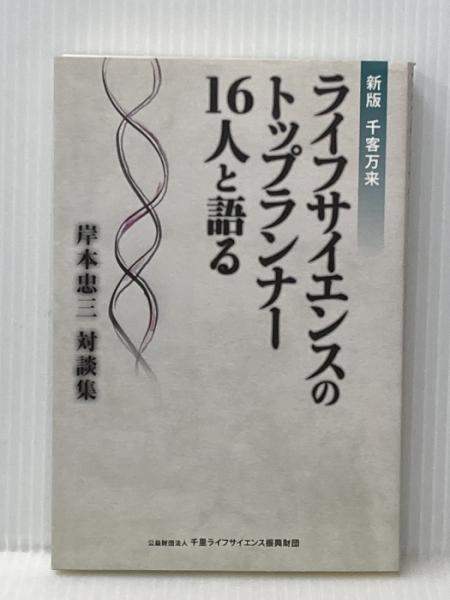 新版 千客万来
ライフサイエンスの
トップランナー
16人と語る
岸本忠三 対談集
公益財団法人 千里ライフサイエンス振興財団